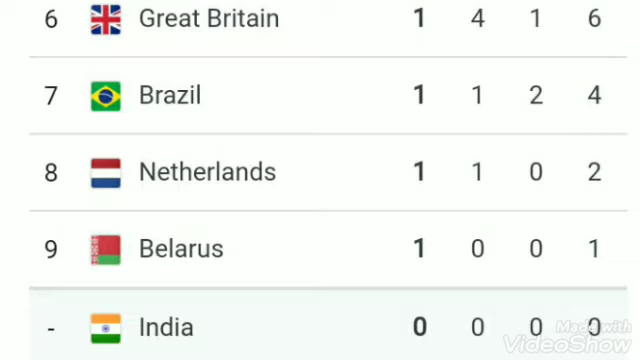 6 Great Britain 1 4 1 6
7 Brazil 1 1 2 4
8 Netherlands 1 1 0 2
9 Belarus 1 0 0 1
- India 0 0 0 0
Made with
VideoShow